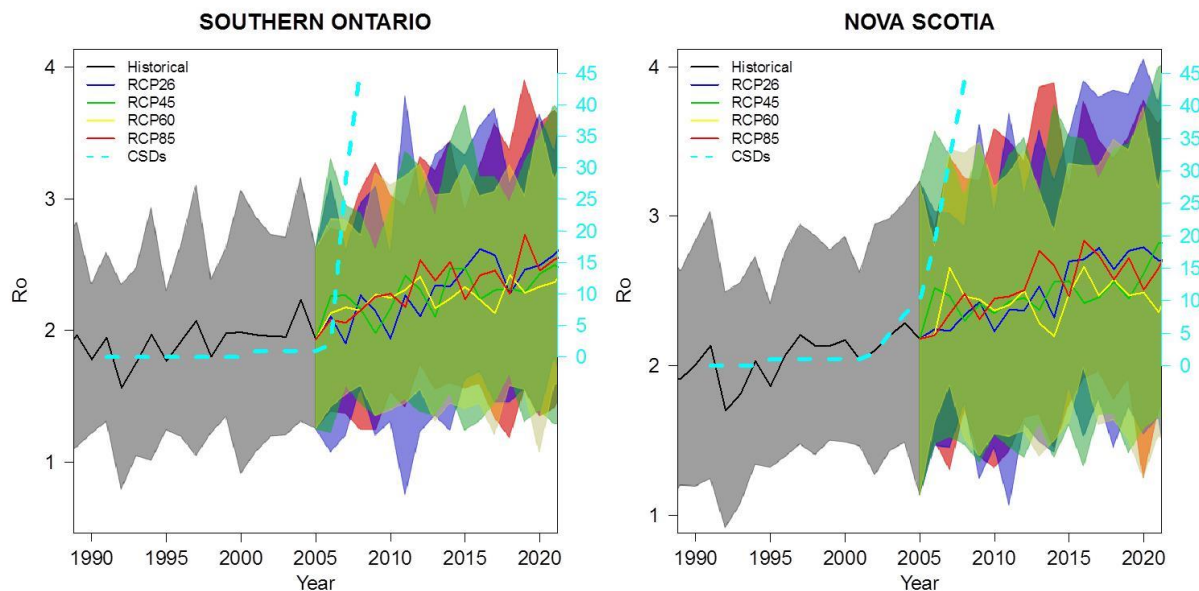 SOUTHERN ONTARIO
Ro
4
3
2
1
Historical
RCP26
RCP45
RCP60
RCP85
CSDs
45
40
35
30
25
20
15
10
5
0
1990 1995 2000 2005 2010 2015 2020
Year
NOVA SCOTIA
Ro
4
3
2
1
Historical
RCP26
RCP45
RCP60
RCP85
CSDs
45
40
35
30
25
20
15
10
5
0
1990 1995 2000 2005 2010 2015 2020
Year